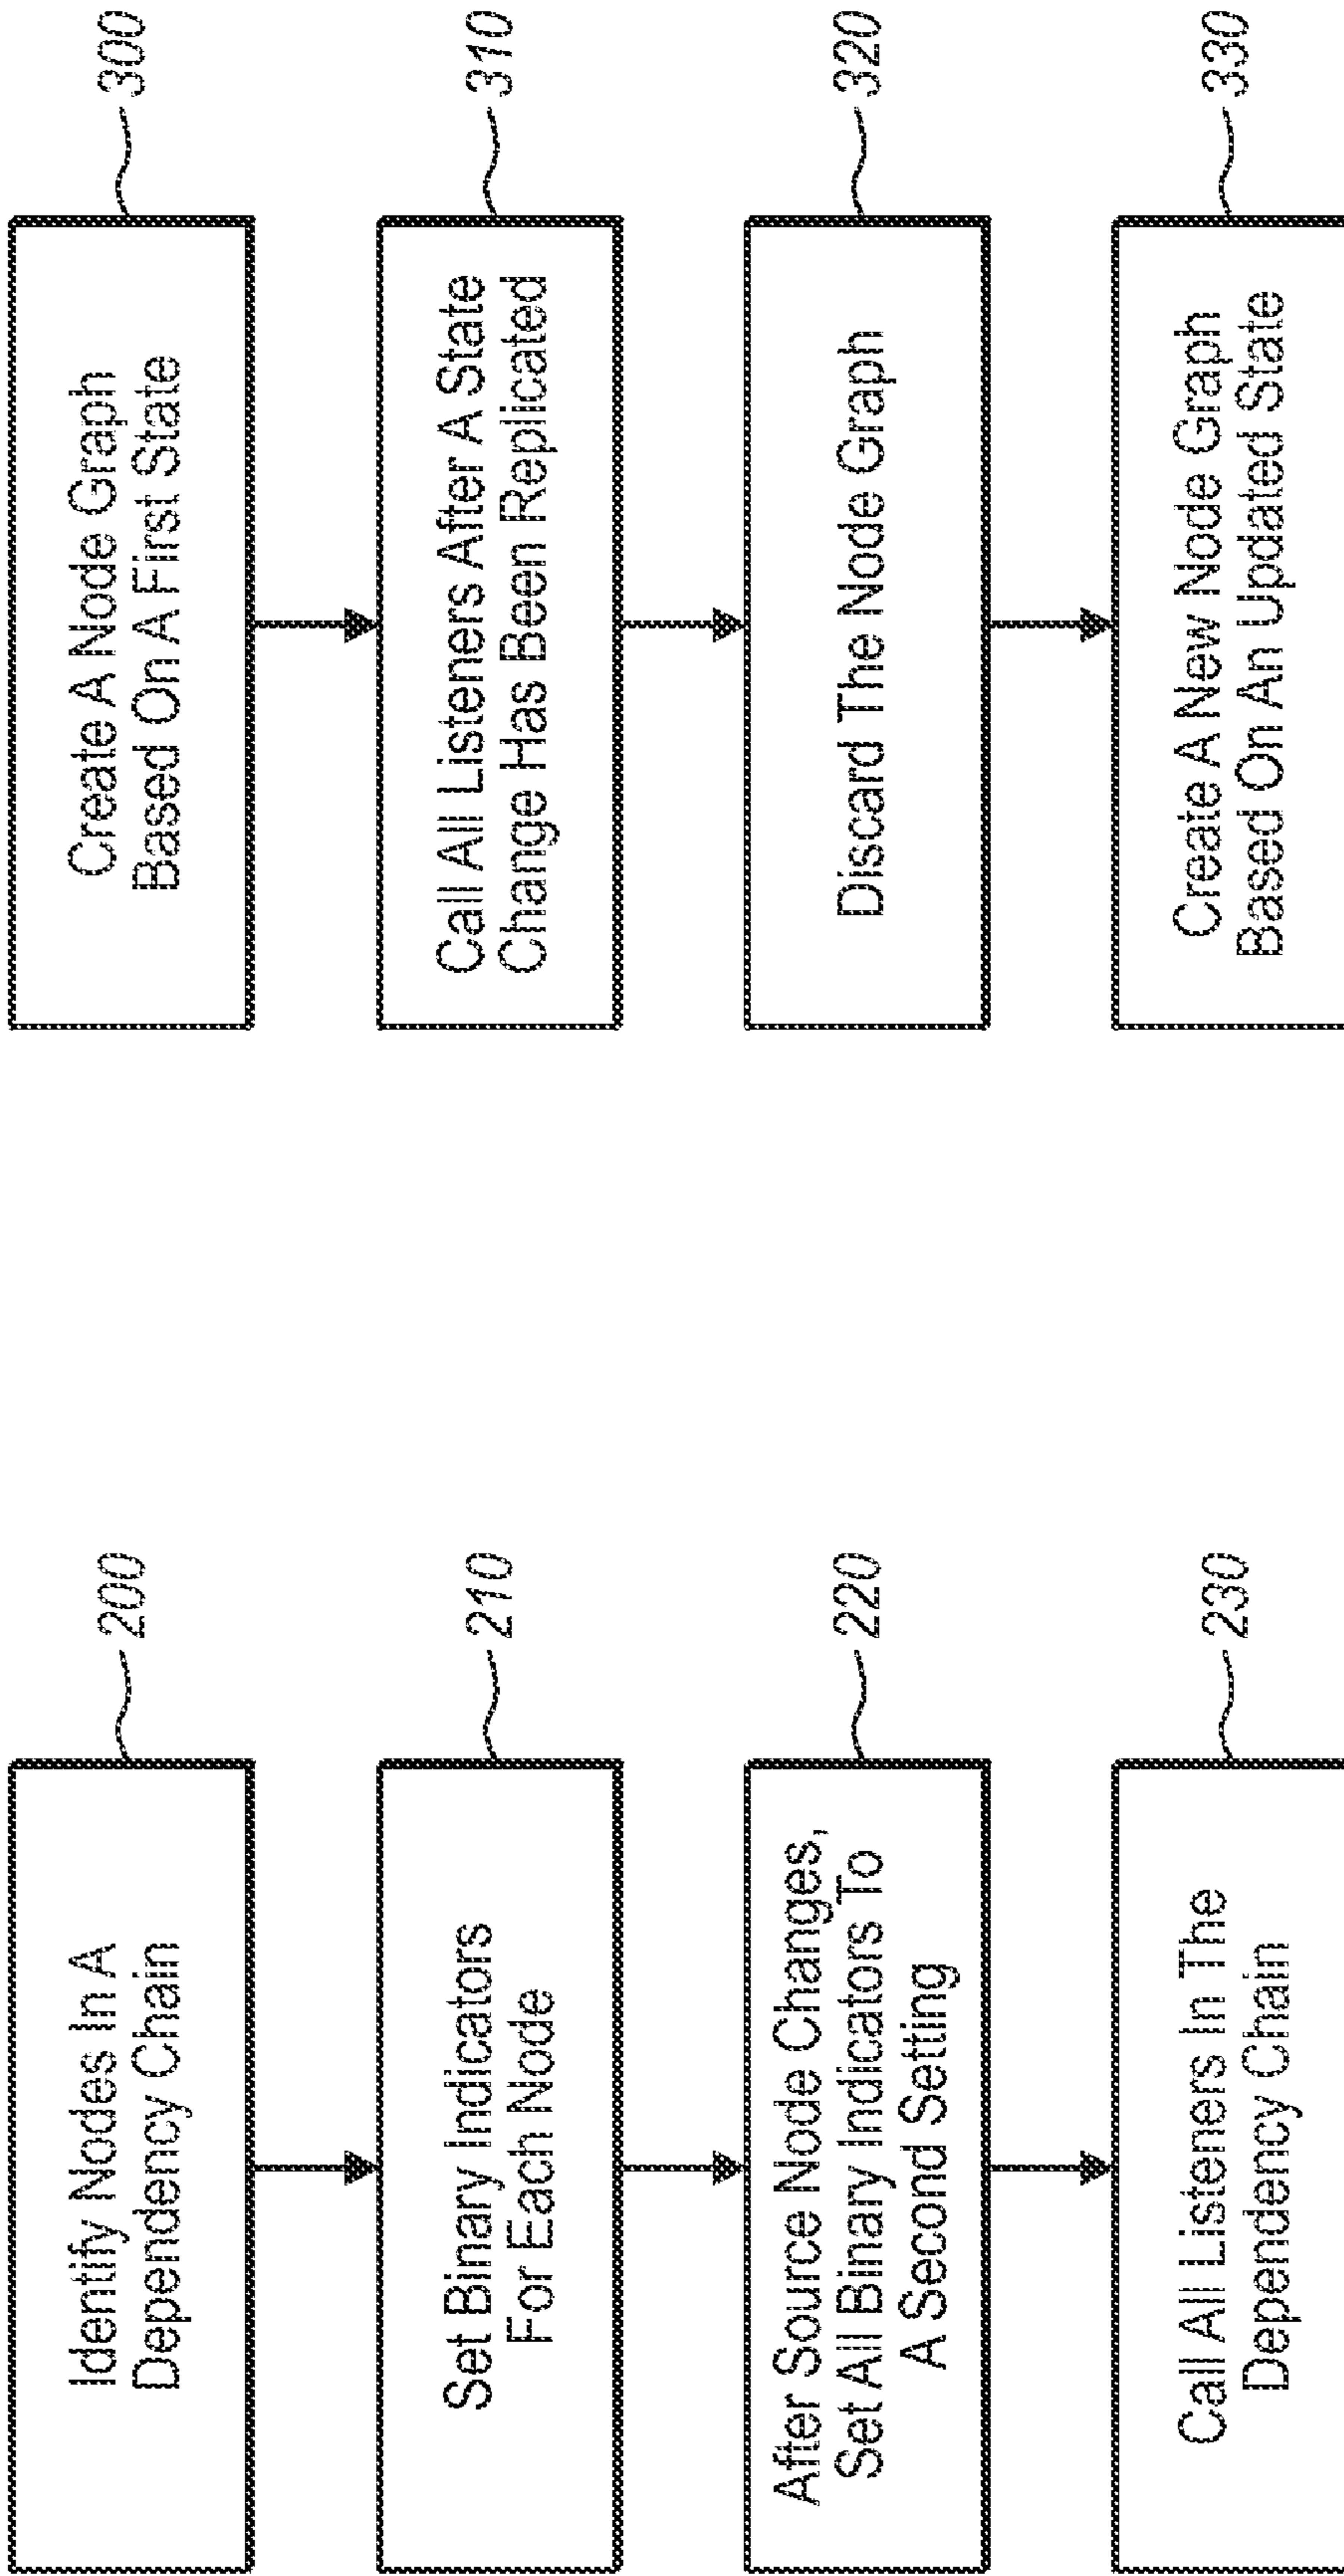 Identify Nodes In A
Dependency Chain
200
Set Binary Indicators
For Each Node
210
After Source Node Changes,
Set All Binary Indicators To
A Second Setting
220
Call All Listeners In The
Dependency Chain
230
Create A Node Graph
Based On A First State
300
Call All Listeners After A State
Change Has Been Replicated
310
Discard The Node Graph
320
Create A New Node Graph
Based On An Updated State
330